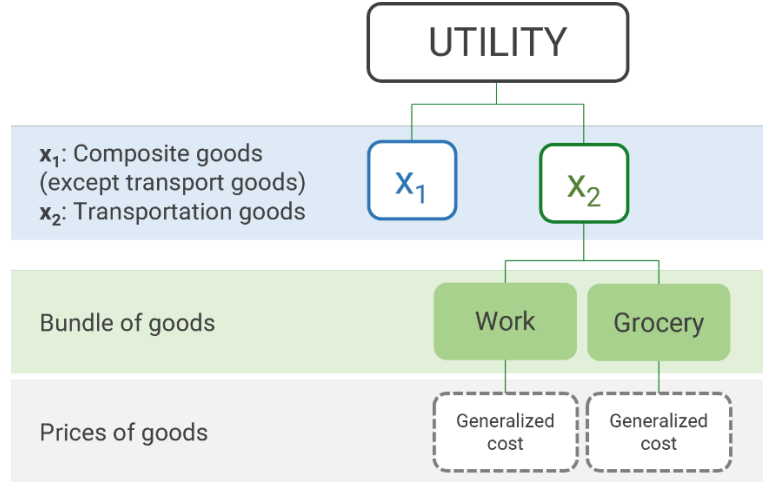 UTILITY
x₁: Composite goods
(except transport goods)
x₂: Transportation goods
x₁
x₂
Bundle of goods
Work
Grocery
Prices of goods
Generalized
cost
Generalized
cost